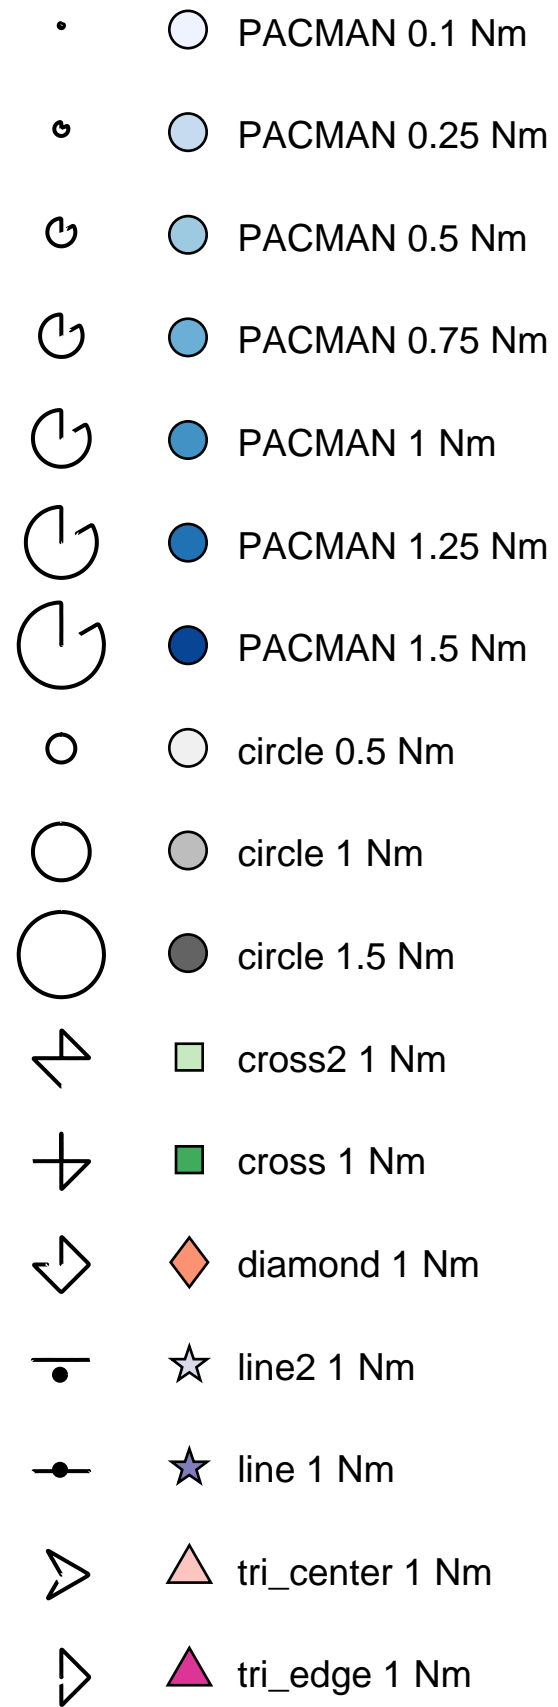 PACMAN 0.1 Nm
PACMAN 0.25 Nm
PACMAN 0.5 Nm
PACMAN 0.75 Nm
PACMAN 1 Nm
PACMAN 1.25 Nm
PACMAN 1.5 Nm
circle 0.5 Nm
circle 1 Nm
circle 1.5 Nm
cross2 1 Nm
cross 1 Nm
diamond 1 Nm
line2 1 Nm
line 1 Nm
tri_center 1 Nm
tri_edge 1 Nm